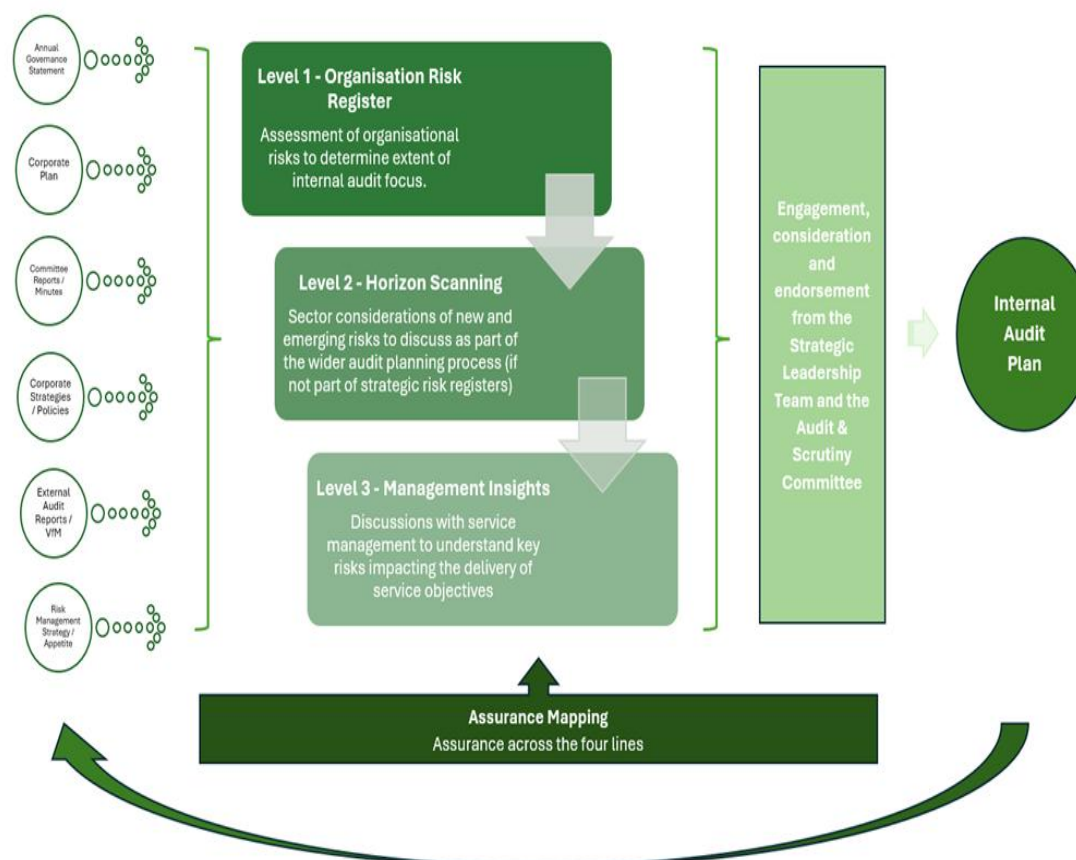 Annual
Governance
Statement
Corporate
Plan
Committee
Reports /
Minutes
Corporate
Strategies
/ Policies
External
Audit
Reports /
VfM
Risk
Management
Strategy /
Appetite
Level 1 - Organisation Risk
Register
Assessment of organisational
risks to determine extent of
internal audit focus.
Level 2 - Horizon Scanning
Sector considerations of new and
emerging risks to discuss as part of
the wider audit planning process (if
not part of strategic risk registers)
Level 3 - Management Insights
Discussions with service
management to understand key
risks impacting the delivery of
service objectives
Engagement,
consideration
and
endorsement
from the
Strategic
Leadership
Team and the
Audit &
Scrutiny
Committee
Internal
Audit
Plan
Assurance Mapping
Assurance across the four lines